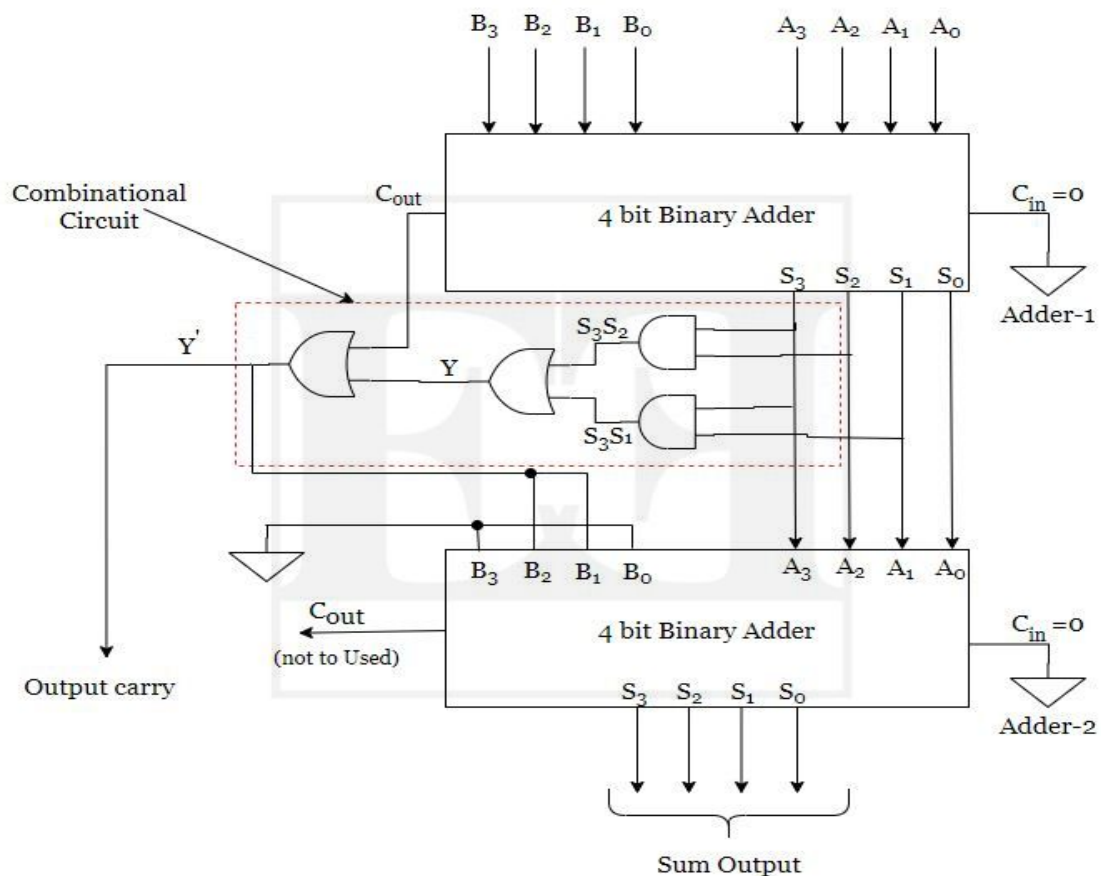 B₃ B₂ B₁ B₀ A₃ A₂ A₁ A₀
Combinational
Circuit
Cout
4 bit Binary Adder
Cin =0
S₃ S₂ S₁ S₀
Adder-1
Y'
Y
S₃S₂
S₃S₁
B₃ B₂ B₁ B₀ A₃ A₂ A₁ A₀
Cout
(not to Used)
4 bit Binary Adder
Cin =0
Output carry
S₃ S₂ S₁ S₀
Adder-2
Sum Output